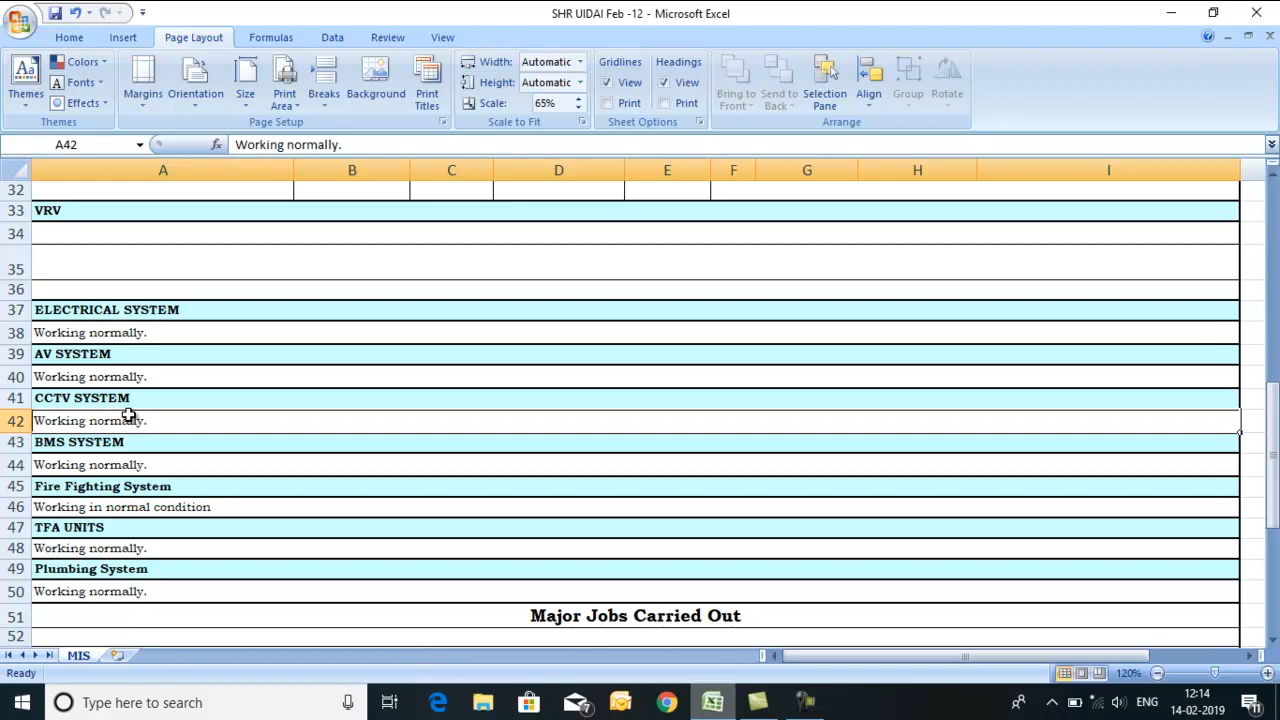 SHR UIDAI Feb -12 - Microsoft Excel
Home Insert Page Layout Formulas Data Review View
Themes
Colors
Fonts
Effects
Themes
Margins
Orientation
Size
Print Area
Breaks
Background
Print Titles
Page Setup
Width: Automatic
Height: Automatic
Scale: 65%
Scale to Fit
Gridlines
View
Print
Headings
View
Print
Sheet Options
Bring to Front
Send to Back
Selection Pane
Align
Group
Rotate
Arrange
A42 fx Working normally.
A B C D E F G H I
32
33 VRV
34
35
36
37 ELECTRICAL SYSTEM
38 Working normally.
39 AV SYSTEM
40 Working normally.
41 CCTV SYSTEM
42 Working normally.
43 BMS SYSTEM
44 Working normally.
45 Fire Fighting System
46 Working in normal condition
47 TFA UNITS
48 Working normally.
49 Plumbing System
50 Working normally.
51 Major Jobs Carried Out
52
MIS
Ready 120%
Type here to search 7 ENG 12:14
14-02-2019 11